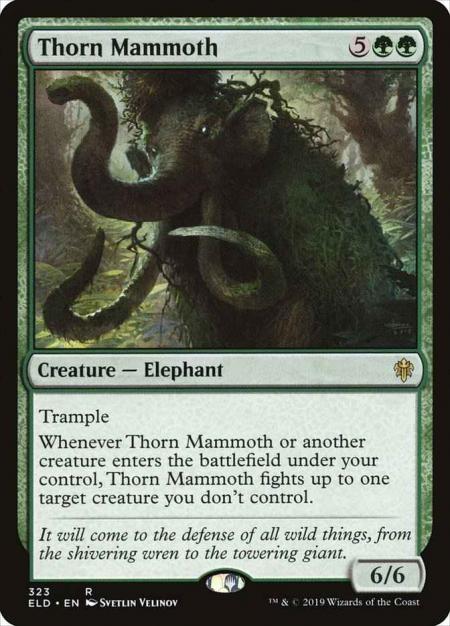 Thorn Mammoth 5
Creature — Elephant
Trample
Whenever Thorn Mammoth or another
creature enters the battlefield under your
control, Thorn Mammoth fights up to one
target creature you don't control.
It will come to the defense of all wild things, from
the shivering wren to the towering giant.
6/6
323 R
ELD • EN SVETLIN VELINOV
™ & © 2019 Wizards of the Coast